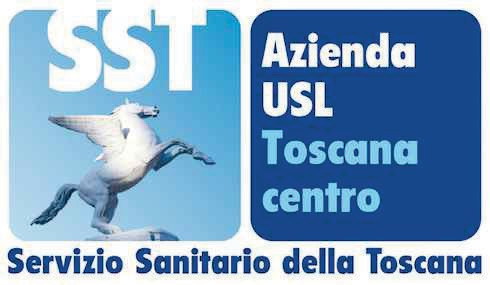 SST
Azienda
USL
Toscana
centro
Servizio Sanitario della Toscana